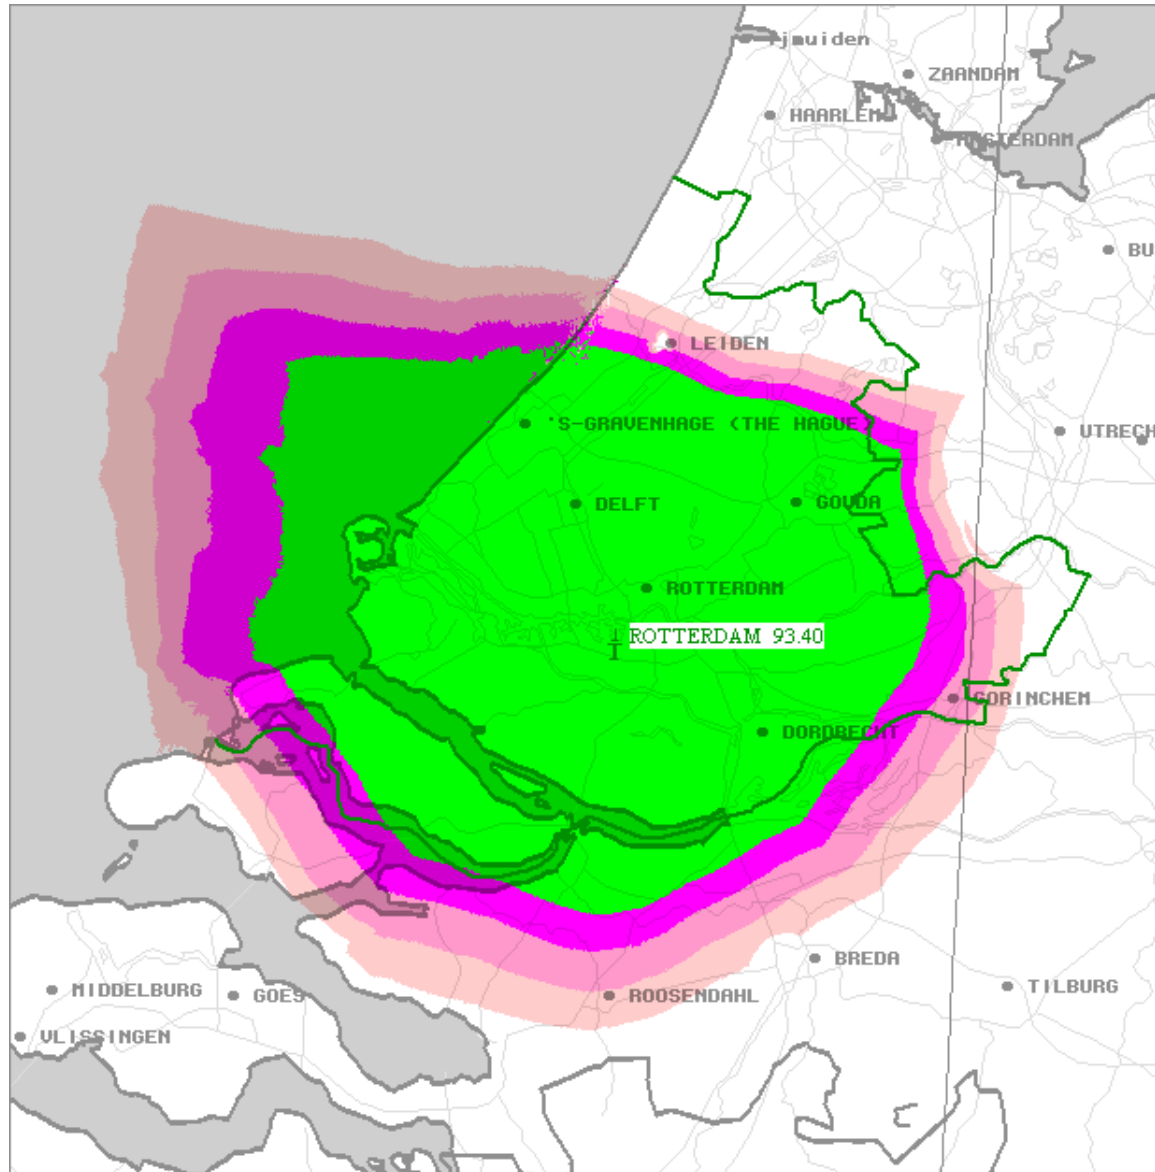 Ijmuiden
ZAANDAM
HAARLEM
AMSTERDAM
BU
LEIDEN
'S-GRAVENHAGE (THE HAGUE)
UTRECH
DELFT
GOUDA
ROTTERDAM
ROTTERDAM 93.40
GORINCHEM
DORDRECHT
BREDA
MIDDELBURG
GOES
ROOSENDAHL
TILBURG
VLISSINGEN